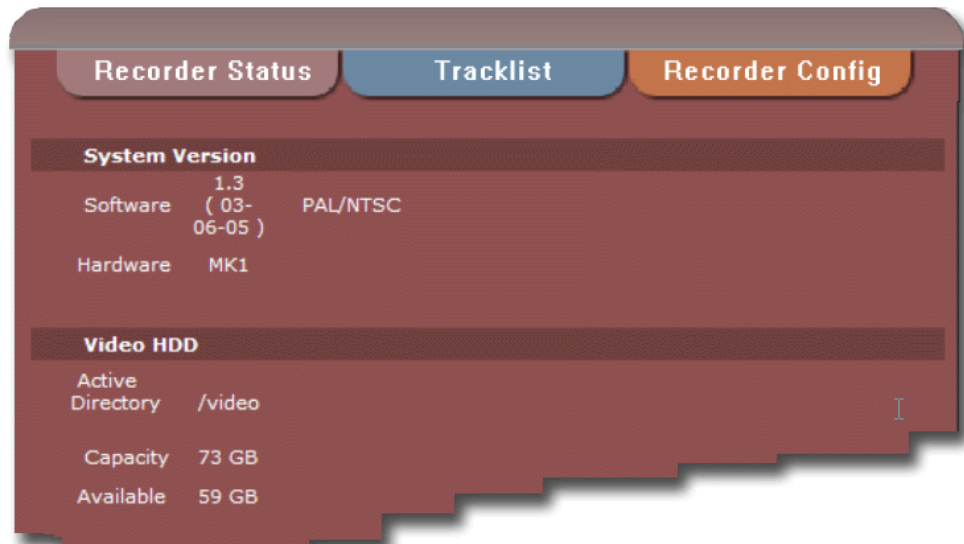 Recorder Status Tracklist Recorder Config
System Version
1.3
Software ( 03- PAL/NTSC
06-05 )
Hardware MK1
Video HDD
Active
Directory /video
Capacity 73 GB
Available 59 GB